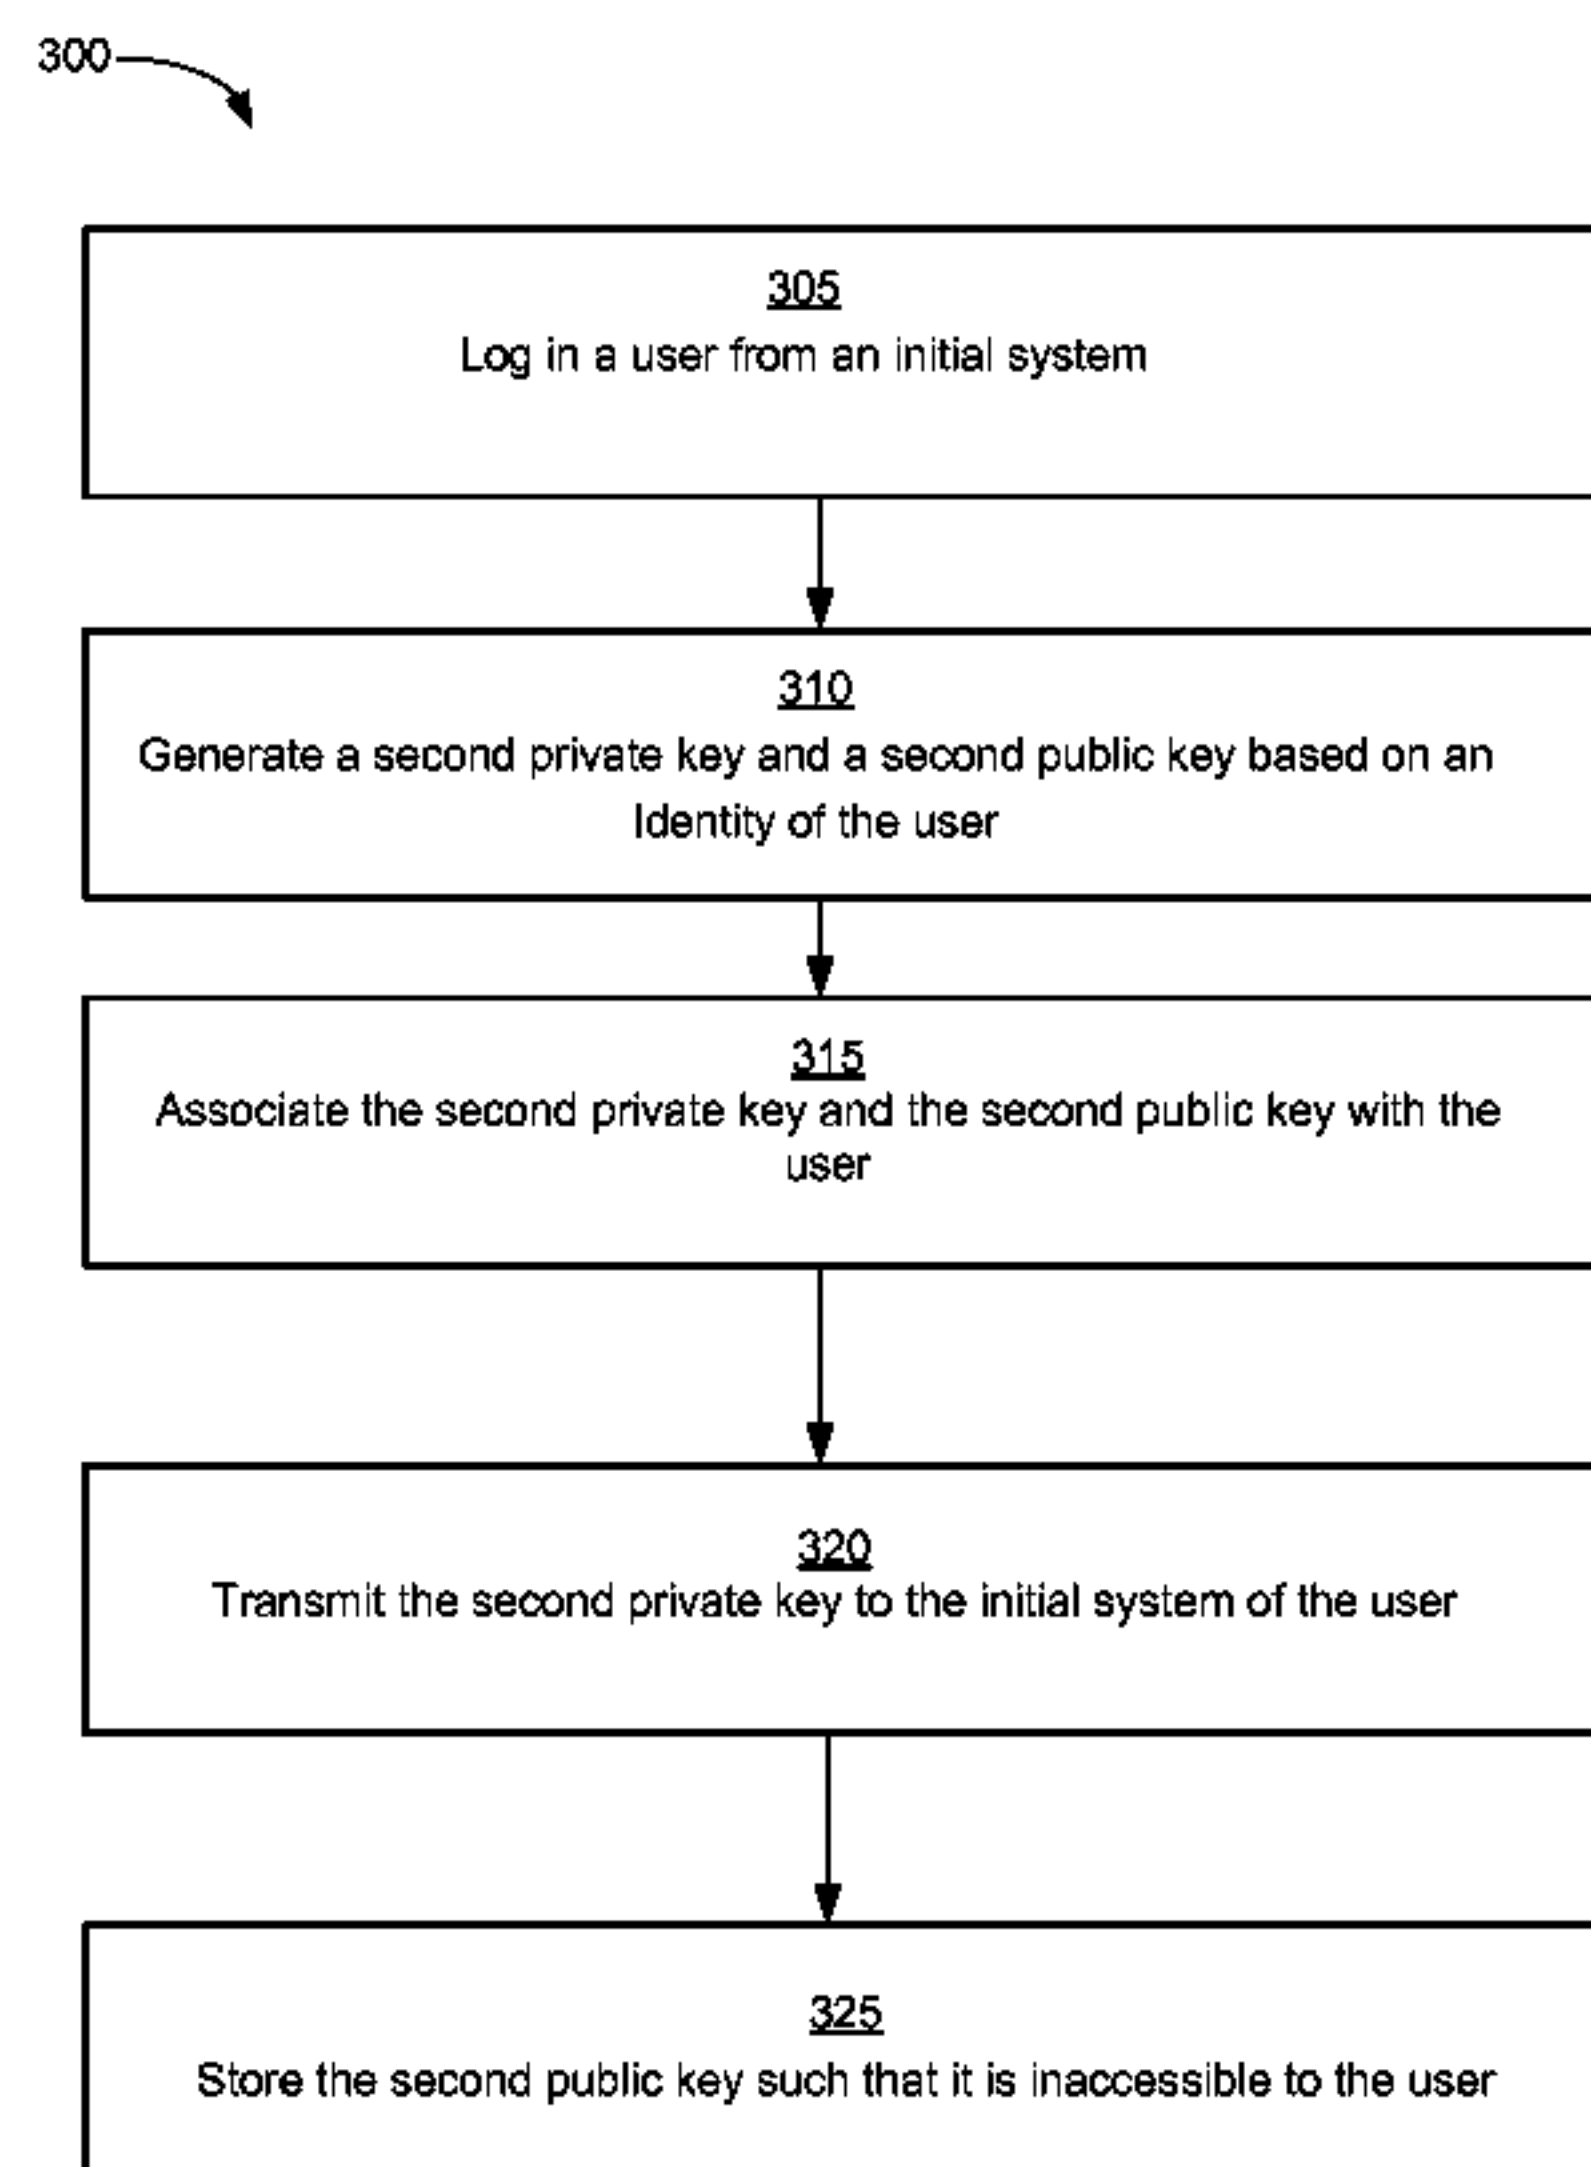 300
305
Log in a user from an initial system
310
Generate a second private key and a second public key based on an
Identity of the user
315
Associate the second private key and the second public key with the
user
320
Transmit the second private key to the initial system of the user
325
Store the second public key such that it is inaccessible to the user